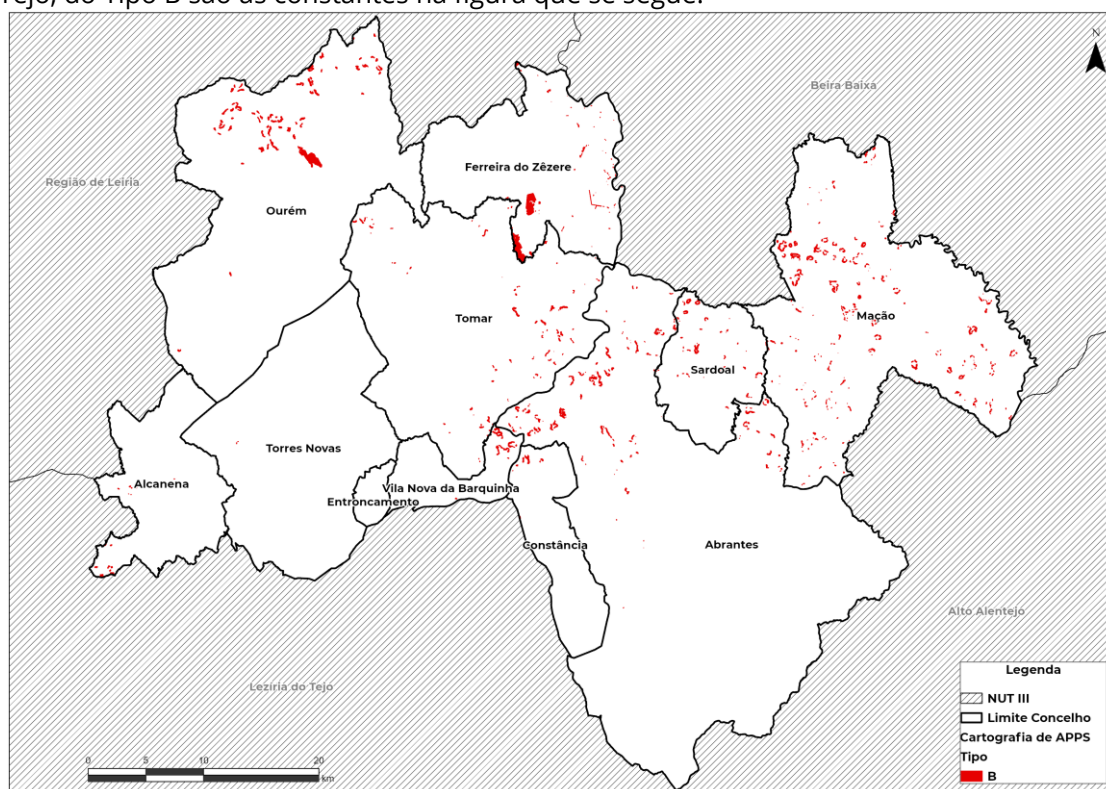 Tejo, do Tipo B são as constantes na figura que se segue.
N
Beira Baixa
Ferreira do Zêzere
Região de Leiria
Ourém
Tomar
Mação
Sardoal
Torres Novas
Alcanena
Vila Nova da Barquinha
Entroncamento
Constância
Abrantes
Alto Alentejo
Lezíria do Tejo
Legenda
NUT III
Limite Concelho
Cartografia de APPS
Tipo
B
0 5 10 20
km